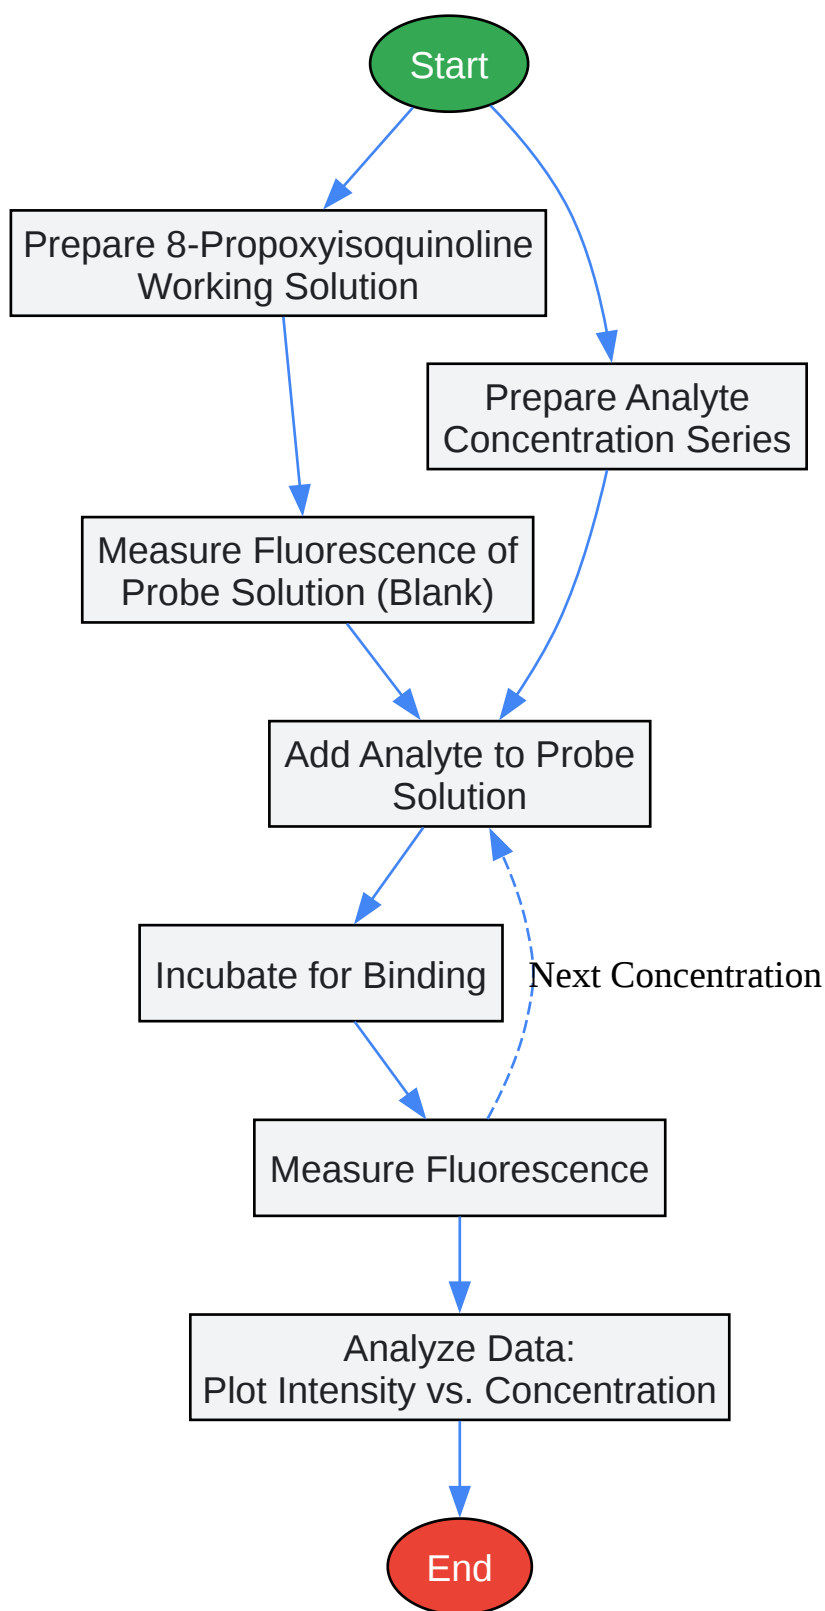 Start
Prepare 8-Propoxyisoquinoline
Working Solution
Prepare Analyte
Concentration Series
Measure Fluorescence of
Probe Solution (Blank)
Add Analyte to Probe
Solution
Incubate for Binding
Next Concentration
Measure Fluorescence
Analyze Data:
Plot Intensity vs. Concentration
End